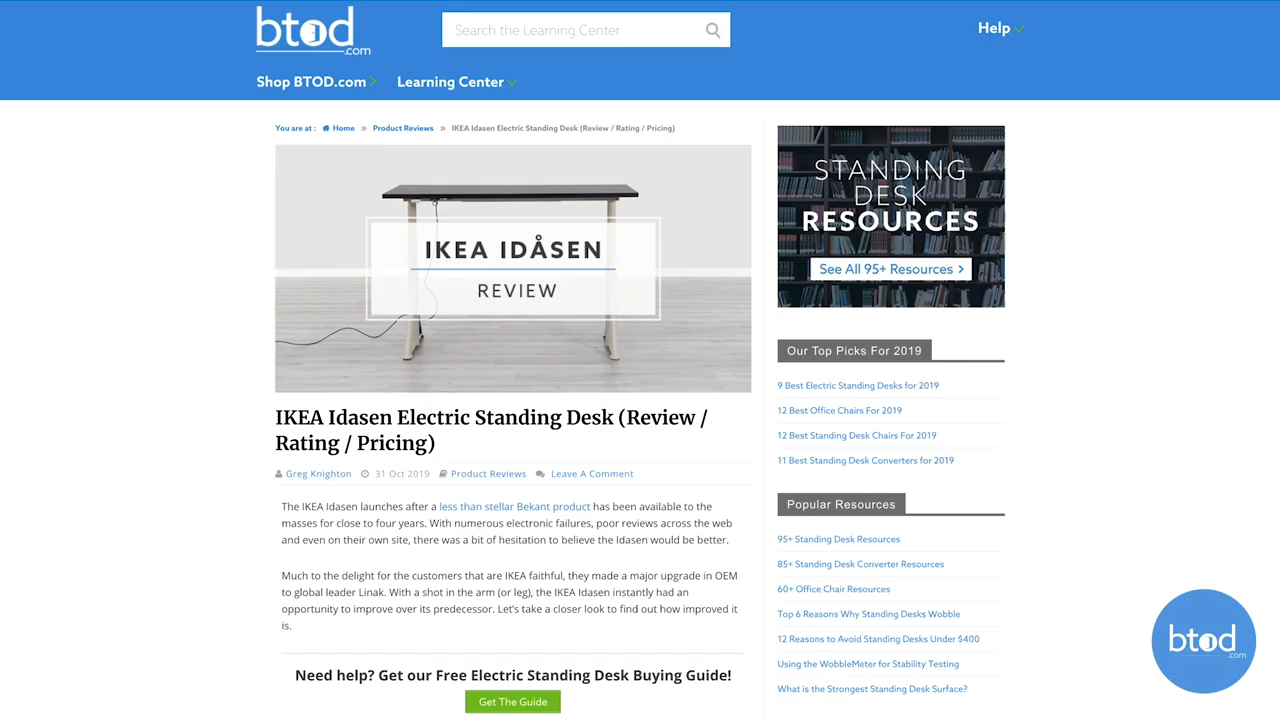 btod
.com
Search the Learning Center
Help
Shop BTOD.com >
Learning Center
You are at : Home » Product Reviews » IKEA Idasen Electric Standing Desk (Review / Rating / Pricing)
IKEA IDÅSEN
REVIEW
IKEA Idasen Electric Standing Desk (Review /
Rating / Pricing)
Greg Knighton 31 Oct 2019 Product Reviews Leave A Comment
The IKEA Idasen launches after a less than stellar Bekant product has been available to the
masses for close to four years. With numerous electronic failures, poor reviews across the web
and even on their own site, there was a bit of hesitation to believe the Idasen would be better.
Much to the delight for the customers that are IKEA faithful, they made a major upgrade in OEM
to global leader Linak. With a shot in the arm (or leg), the IKEA Idasen instantly had an
opportunity to improve over its predecessor. Let's take a closer look to find out how improved it
is.
Need help? Get our Free Electric Standing Desk Buying Guide!
Get The Guide
STANDING
DESK
RESOURCES
See All 95+ Resources >
Our Top Picks For 2019
9 Best Electric Standing Desks for 2019
12 Best Office Chairs For 2019
12 Best Standing Desk Chairs For 2019
11 Best Standing Desk Converters for 2019
Popular Resources
95+ Standing Desk Resources
85+ Standing Desk Converter Resources
60+ Office Chair Resources
Top 6 Reasons Why Standing Desks Wobble
12 Reasons to Avoid Standing Desks Under $400
Using the WobbleMeter for Stability Testing
What is the Strongest Standing Desk Surface?
btod
.com